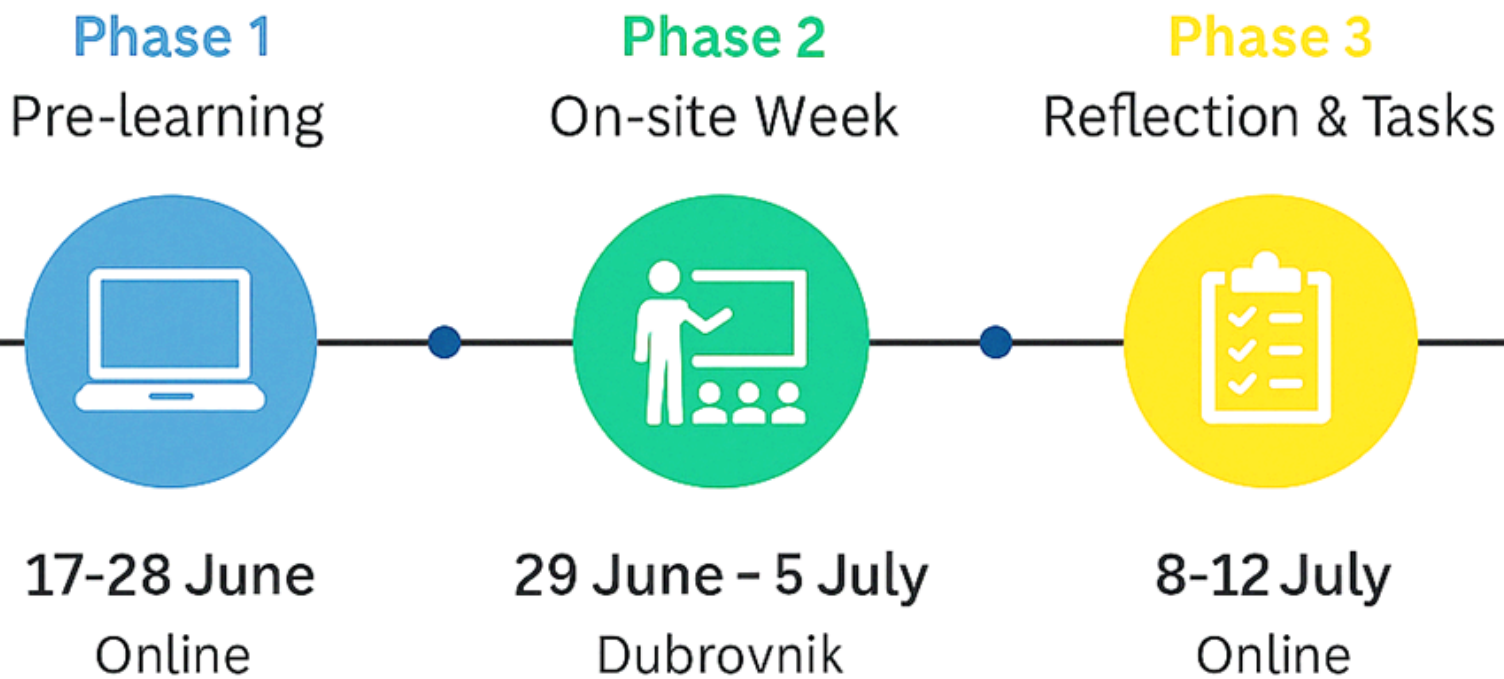 Phase 1
Pre-learning
17-28 June
Online
Phase 2
On-site Week
29 June – 5 July
Dubrovnik
Phase 3
Reflection & Tasks
8-12 July
Online